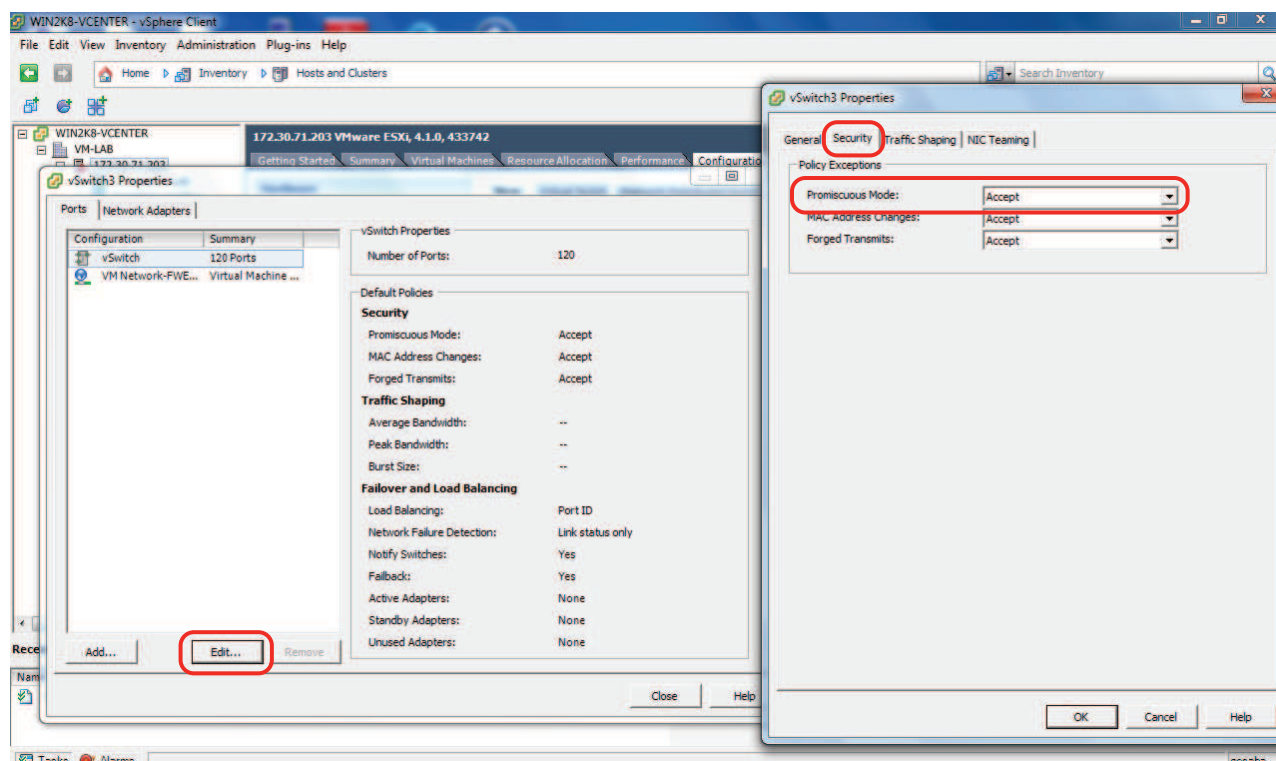 WIN2K8-VCENTER - vSphere Client
File Edit View Inventory Administration Plug-ins Help
Home Inventory Hosts and Clusters
Search Inventory
WIN2K8-VCENTER
VM-LAB
172.30.71.203
172.30.71.203 VMware ESXi, 4.1.0, 433742
Getting Started Summary Virtual Machines Resource Allocation Performance Configuratio
vSwitch3 Properties
Ports Network Adapters
Configuration Summary
vSwitch 120 Ports
VM Network-FWE... Virtual Machine ...
vSwitch Properties
Number of Ports: 120
Default Policies
Security
Promiscuous Mode: Accept
MAC Address Changes: Accept
Forged Transmits: Accept
Traffic Shaping
Average Bandwidth: --
Peak Bandwidth: --
Burst Size: --
Failover and Load Balancing
Load Balancing: Port ID
Network Failure Detection: Link status only
Notify Switches: Yes
Failback: Yes
Active Adapters: None
Standby Adapters: None
Unused Adapters: None
Add... Edit... Remove
Close Help
Rece
Nam
Tasks Alarms
vSwitch3 Properties
General Security Traffic Shaping NIC Teaming
Policy Exceptions
Promiscuous Mode: Accept
MAC Address Changes: Accept
Forged Transmits: Accept
OK Cancel Help